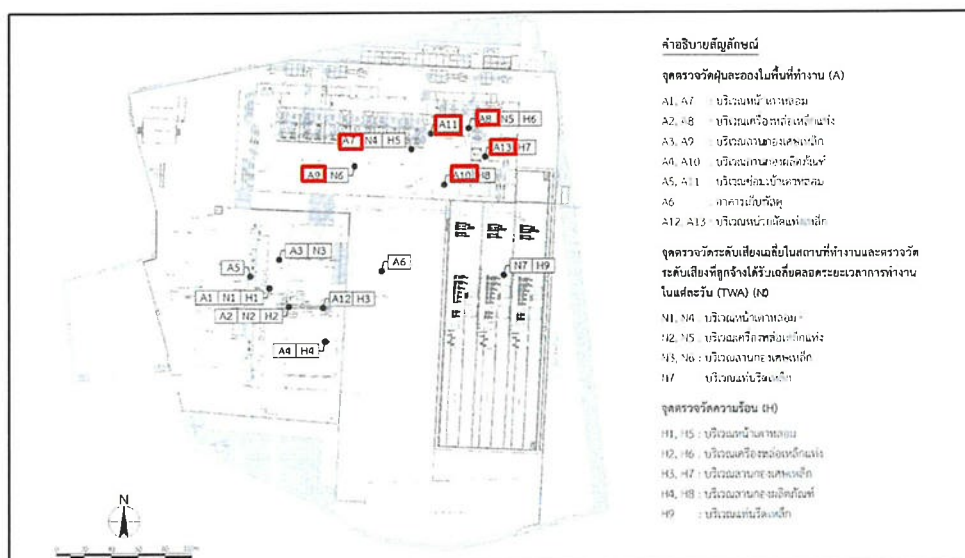 A11
A8 N5 H6
A7 N4 H5
A13 H7
A9 N6
A10 H8
A3 N3
A6
N7 H9
A5
A1 N1 H1
A12 H3
A2 N2 H2
A4 H4
N
คำอธิบายสัญลักษณ์
จุดตรวจวัดฝุ่นละอองในพื้นที่ทำงาน (A)
A1, A7 : บริเวณหน้าเตาหลอม
A2, A8 : บริเวณเครื่องหล่อเหล็กแท่ง
A3, A9 : บริเวณลานกองเศษเหล็ก
A4, A10 : บริเวณลานกองผลิตภัณฑ์
A5, A11 : บริเวณซ่อมเบ้าเตาหลอม
A6 : อาคารเก็บวัสดุ
A12, A13 : บริเวณหน่วยตัดแท่งเหล็ก
จุดตรวจวัดระดับเสียงเฉลี่ยในสถานที่ทำงานและตรวจวัด
ระดับเสียงที่ลูกจ้างได้รับเฉลี่ยตลอดระยะเวลาการทำงาน
ในแต่ละวัน (TWA) (N)
N1, N4 : บริเวณหน้าเตาหลอม
N2, N5 : บริเวณเครื่องหล่อเหล็กแท่ง
N3, N6 : บริเวณลานกองเศษเหล็ก
N7 บริเวณแท่นรีดเหล็ก
จุดตรวจวัดความร้อน (H)
H1, H5 : บริเวณหน้าเตาหลอม
H2, H6 : บริเวณเครื่องหล่อเหล็กแท่ง
H3, H7 : บริเวณลานกองเศษเหล็ก
H4, H8 : บริเวณลานกองผลิตภัณฑ์
H9 : บริเวณแท่นรีดเหล็ก